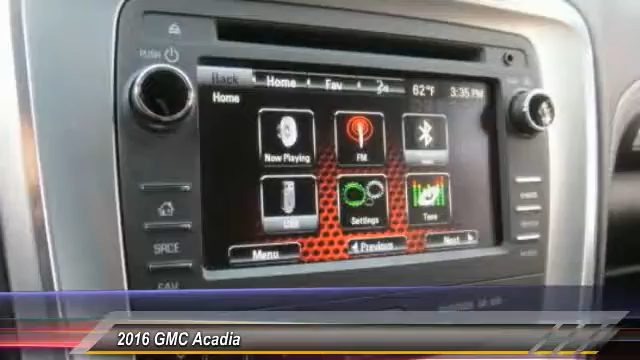 PUSH
Back Home Fav 62°F 3:35 PM
Home
Now Playing FM
USB Settings Tone
Menu Previous Next
SRCE
FAV
2016 GMC Acadia